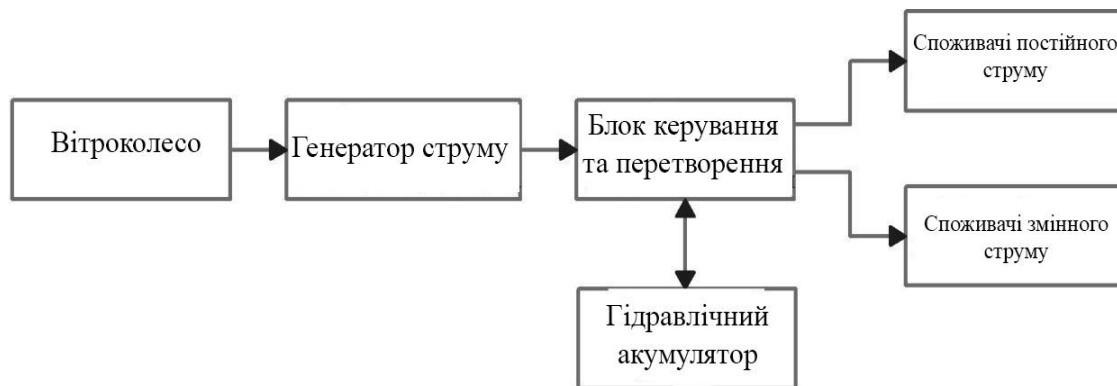 Вітроколесо
Генератор струму
Блок керування
та перетворення
Споживачі постійного
струму
Споживачі змінного
струму
Гідравлічний
акумулятор